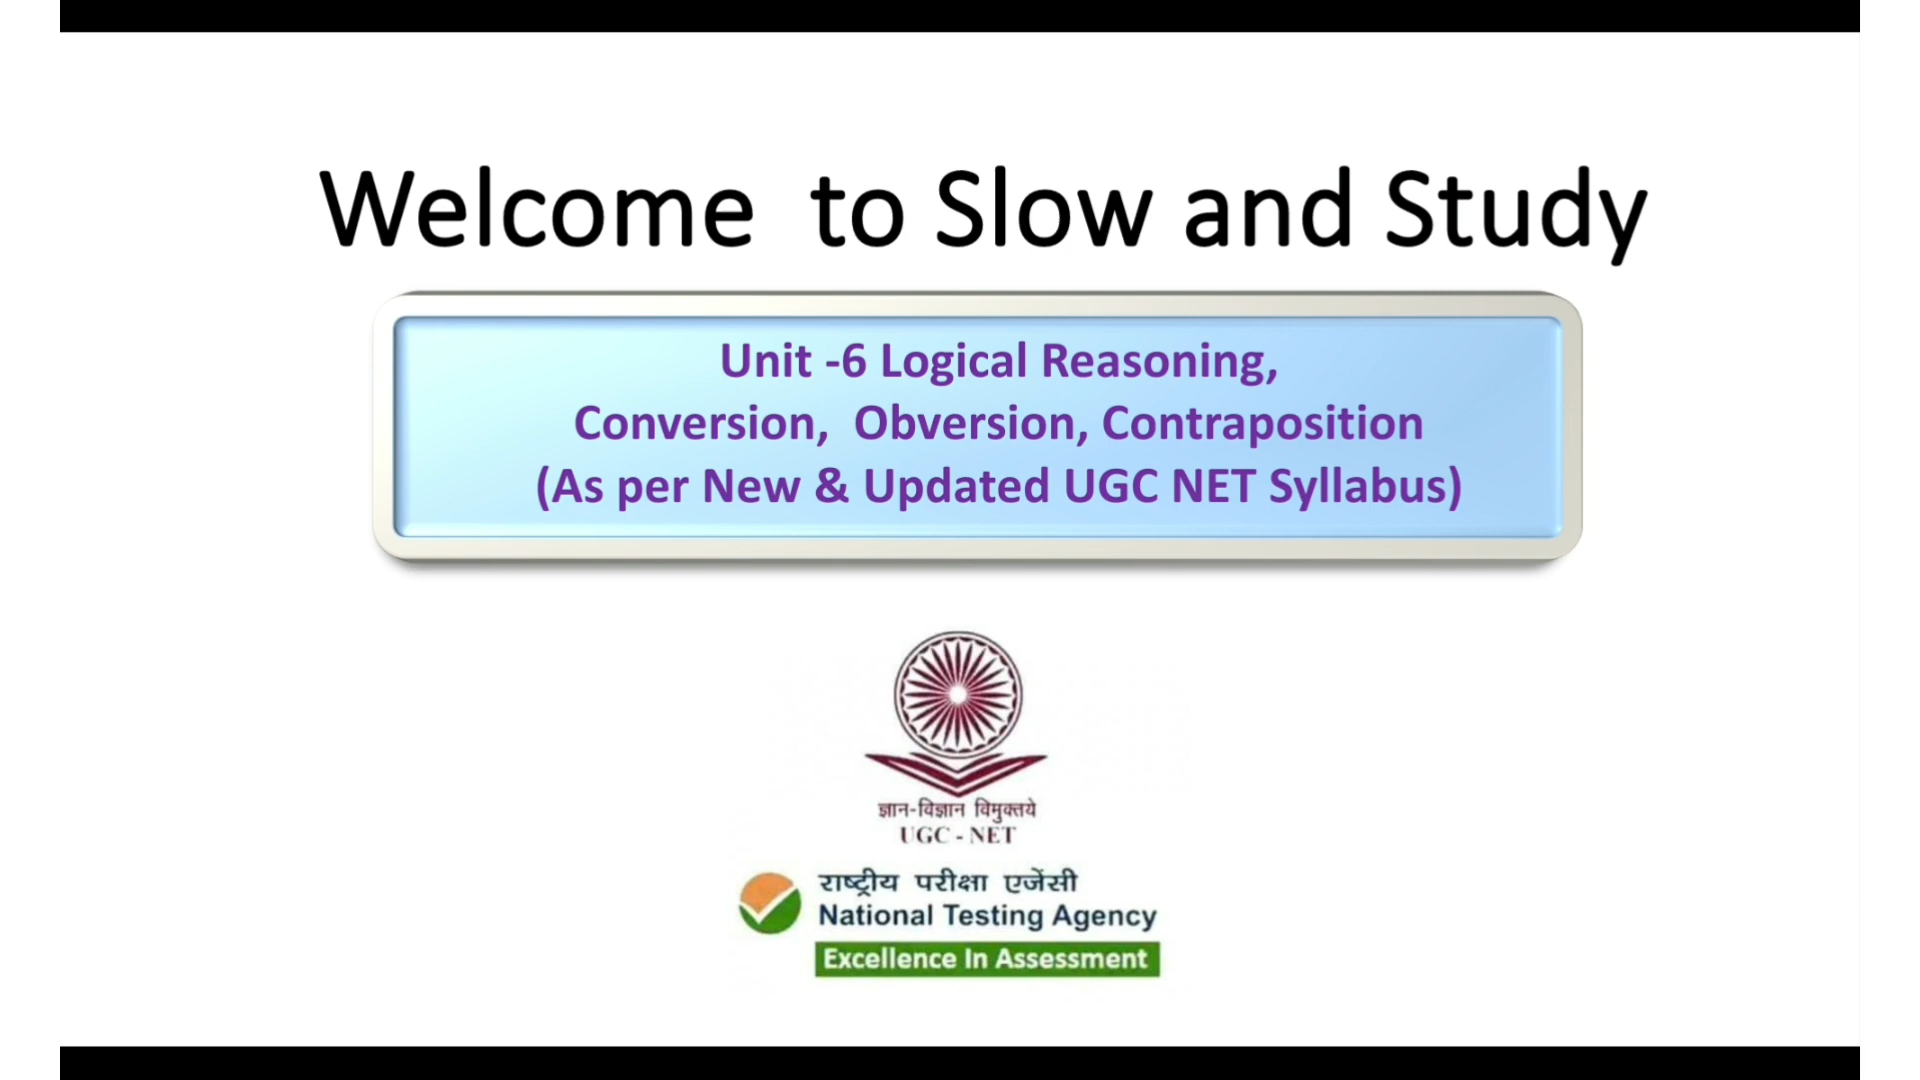 Welcome to Slow and Study
Unit -6 Logical Reasoning,
Conversion, Obversion, Contraposition
(As per New & Updated UGC NET Syllabus)
ज्ञान-विज्ञान विमुक्तये
UGC - NET
राष्ट्रीय परीक्षा एजेंसी
National Testing Agency
Excellence In Assessment